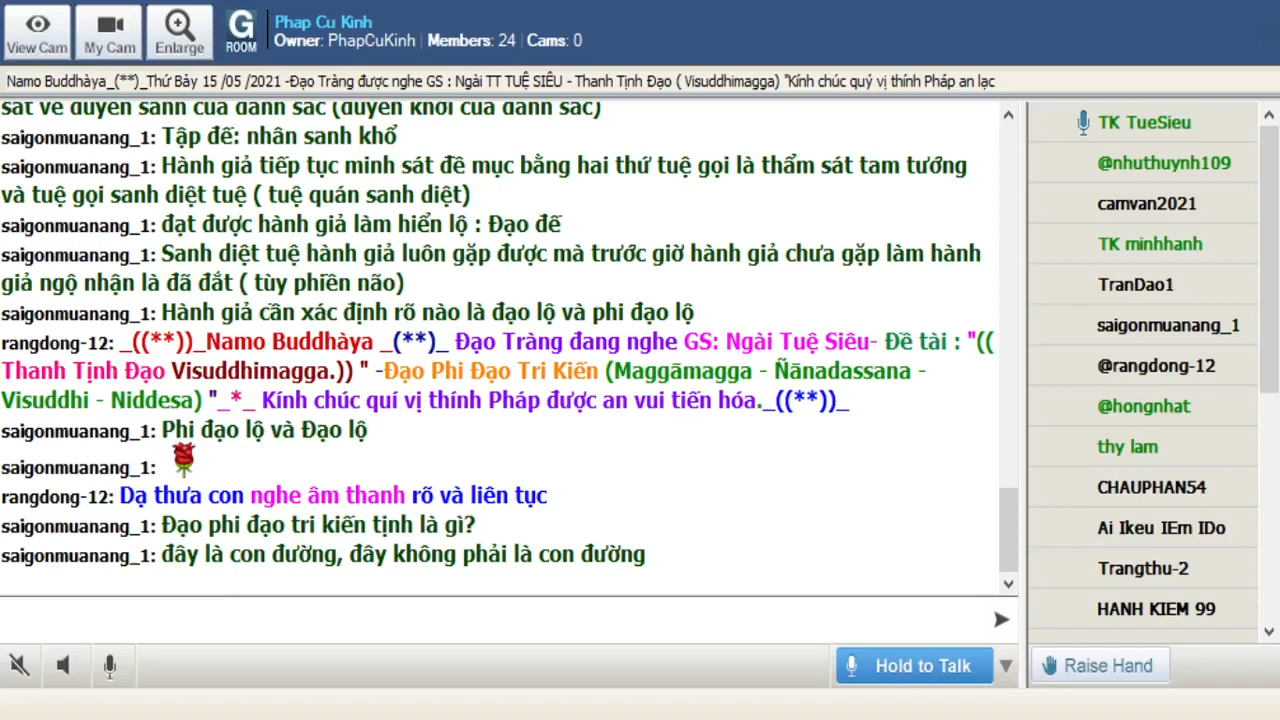 View Cam
My Cam
Enlarge
G
ROOM
Phap Cu Kinh
Owner: PhapCuKinh | Members: 24 | Cams: 0
Namo Buddhàya_(**)_Thứ Bảy 15 /05 /2021 -Đạo Tràng được nghe GS : Ngài TT TUỆ SIÊU - Thanh Tịnh Đạo ( Visuddhimagga) "Kính chúc quý vị thính Pháp an lạc
sát về duyên sanh của danh sắc (duyên khởi của danh sắc)
saigonmuanang_1: Tập đế: nhân sanh khổ
saigonmuanang_1: Hành giả tiếp tục minh sát đề mục bằng hai thứ tuệ gọi là thẩm sát tam tướng
và tuệ gọi sanh diệt tuệ ( tuệ quán sanh diệt)
saigonmuanang_1: đạt được hành giả làm hiển lộ : Đạo đế
saigonmuanang_1: Sanh diệt tuệ hành giả luôn gặp được mà trước giờ hành giả chưa gặp làm hành
giả ngộ nhận là đã đắt ( tùy phiền não)
saigonmuanang_1: Hành giả cần xác định rõ nào là đạo lộ và phi đạo lộ
rangdong-12: _((**))_Namo Buddhàya _(**)_ Đạo Tràng đang nghe GS: Ngài Tuệ Siêu- Đề tài : "((
Thanh Tịnh Đạo Visuddhimagga.)) " -Đạo Phi Đạo Tri Kiến (Maggāmagga - Ñānadassana -
Visuddhi - Niddesa) "_*_ Kính chúc quí vị thính Pháp được an vui tiến hóa._((**))_
saigonmuanang_1: Phi đạo lộ và Đạo lộ
saigonmuanang_1:
rangdong-12: Dạ thưa con nghe âm thanh rõ và liên tục
saigonmuanang_1: Đạo phi đạo tri kiến tịnh là gì?
saigonmuanang_1: đây là con đường, đây không phải là con đường
Hold to Talk
TK TueSieu
@nhuthuynh109
camvan2021
TK minhhanh
TranDao1
saigonmuanang_1
@rangdong-12
@hongnhat
thy lam
CHAUPHAN54
Ai Ikeu IEm IDo
Trangthu-2
HANH KIEM 99
Raise Hand